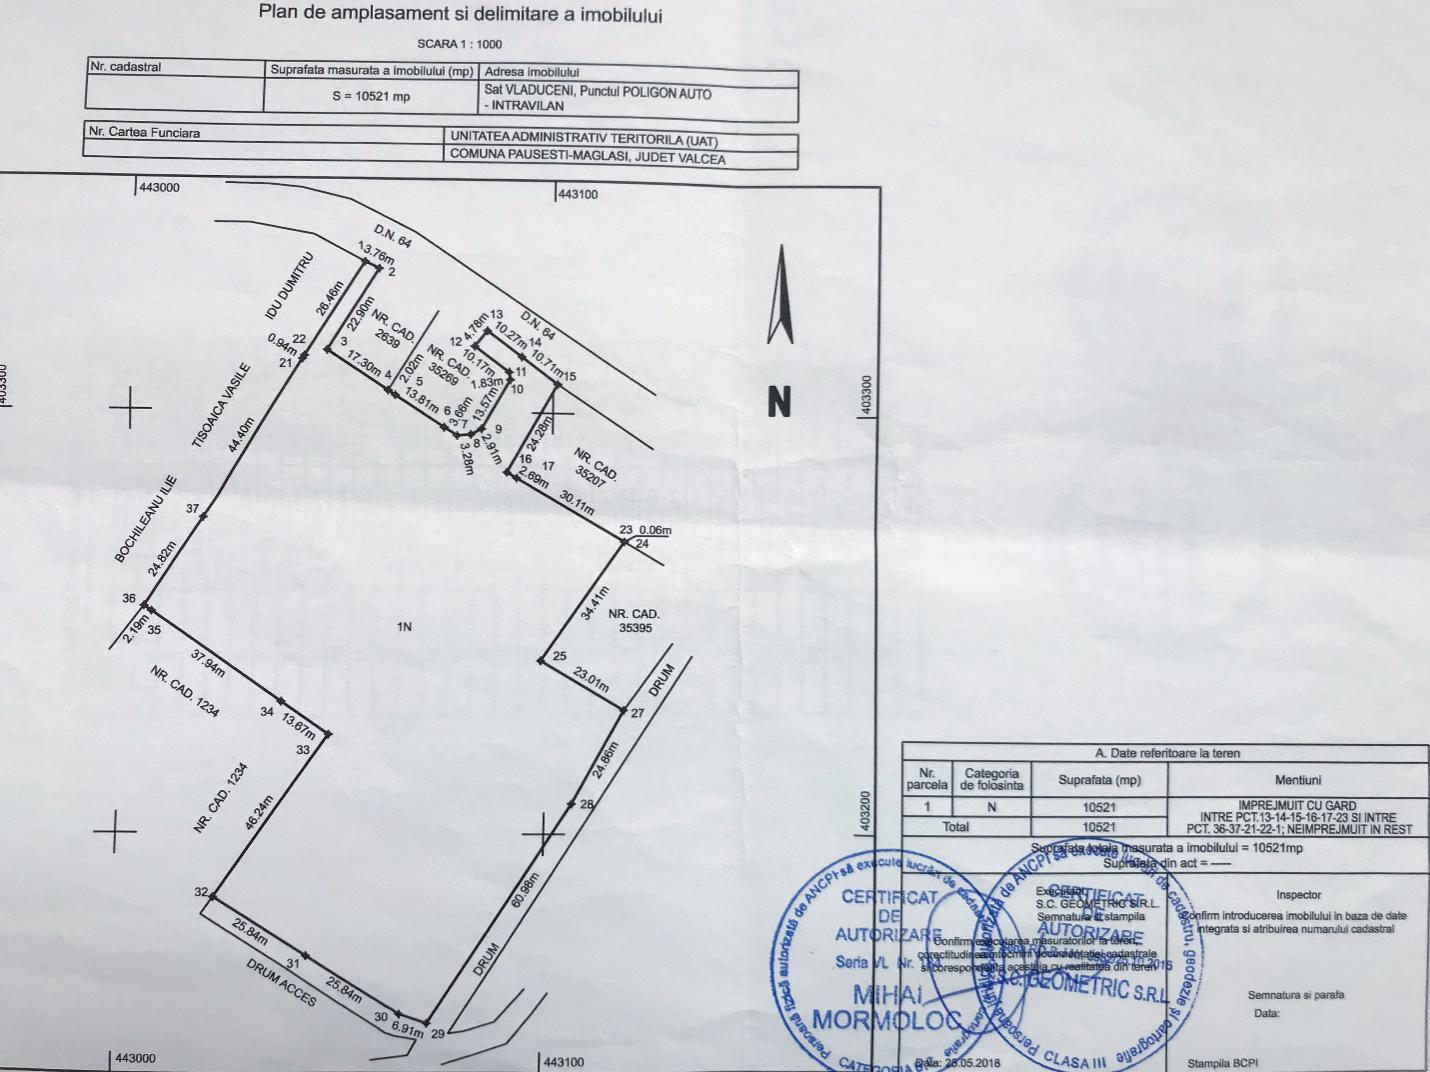 Plan de amplasament si delimitare a imobilului
SCARA 1 : 1000
Nr. cadastral
Suprafata masurata a imobilului (mp)
Adresa imobilului
S = 10521 mp
Sat VLADUCENI, Punctul POLIGON AUTO
- INTRAVILAN
Nr. Cartea Funciara
UNITATEA ADMINISTRATIV TERITORILA (UAT)
COMUNA PAUSESTI-MAGLASI, JUDET VALCEA
443000
443100
D.N. 64
13.76m
2
IDU DUMITRU
26.46m
22.90m
NR. CAD.
2639
22
0.94m
21
3
17.30m
4
2.02m
5
NR. CAD.
35269
12
4.78m
13
10.27m
14
D.N. 64
10.17m
11
10.71m
15
1.83m
10
13.81m
6
3.66m
7
13.57m
8
9
3.28m
2.91m
24.28m
16
17
2.69m
NR. CAD.
35207
30.11m
403300
403300
N
TISOAICA VASILE
44.40m
37
BOCHILEANU ILIE
24.82m
36
2.19m
35
23
0.06m
24
34.41m
NR. CAD.
35395
1N
25
23.01m
27
DRUM
37.94m
NR. CAD. 1234
34
13.67m
33
24.86m
28
NR. CAD. 1234
46.24m
403200
60.98m
32
25.84m
31
DRUM ACCES
25.84m
30
6.91m
29
DRUM
443000
443100
A. Date referitoare la teren
Nr.
parcela
Categoria
de folosinta
Suprafata (mp)
Mentiuni
1
N
10521
IMPREJMUIT CU GARD
INTRE PCT.13-14-15-16-17-23 SI INTRE
PCT. 36-37-21-22-1; NEIMPREJMUIT IN REST
Total
10521
Suprafata totala masurata a imobilului = 10521mp
Suprafata din act = -----
Executant
S.C. GEOMETRIC S.R.L.
Semnatura si stampila
Confirm executarea masuratorilor la teren,
corectitudinea intocmirii documentatiei cadastrale
si corespondenta acesteia cu realitatea din teren
Data: 25.05.2018
Inspector
Confirm introducerea imobilului in baza de date
integrata si atribuirea numarului cadastral
Semnatura si parafa
Data:
Stampila BCPI
CERTIFICAT
DE
AUTORIZARE
Seria VL Nr.
MIHAI
MORMOLOC
CERTIFICAT
DE
AUTORIZARE
S.C. GEOMETRIC S.R.L
CLASA III